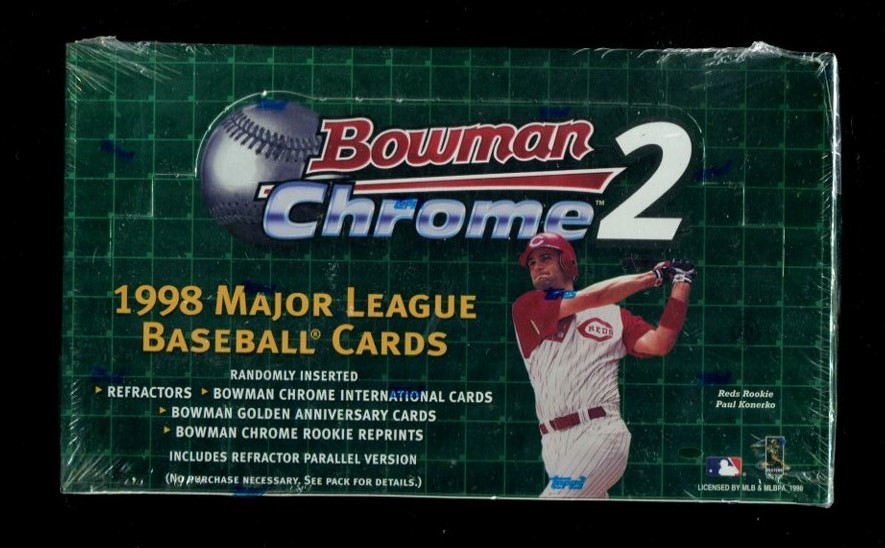 Bowman
Chrome™ 2
1998 MAJOR LEAGUE
BASEBALL® CARDS
RANDOMLY INSERTED
▸ REFRACTORS ▸ BOWMAN CHROME INTERNATIONAL CARDS
▸ BOWMAN GOLDEN ANNIVERSARY CARDS
▸ BOWMAN CHROME ROOKIE REPRINTS
INCLUDES REFRACTOR PARALLEL VERSION
(NO PURCHASE NECESSARY. SEE PACK FOR DETAILS.)
REDS
Reds Rookie
Paul Konerko
topps
LICENSED BY MLB & MLBPA, 1998